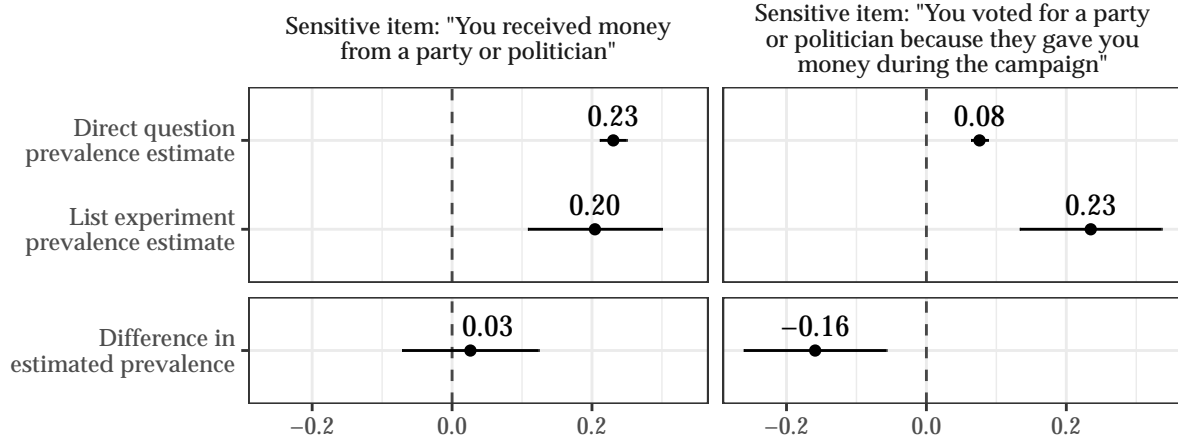 Sensitive item: "You received money
from a party or politician"
Sensitive item: "You voted for a party
or politician because they gave you
money during the campaign"
Direct question
prevalence estimate
0.23
0.08
List experiment
prevalence estimate
0.20
0.23
Difference in
estimated prevalence
0.03
−0.16
−0.2 0.0 0.2
−0.2 0.0 0.2